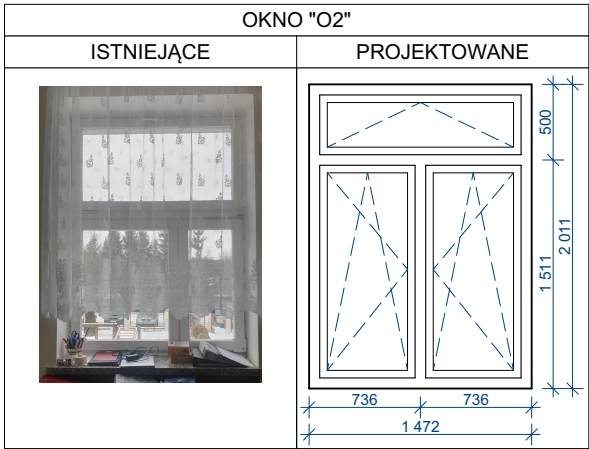 OKNO "O2"
ISTNIEJĄCE
PROJEKTOWANE
500
1 511
2 011
736
736
1 472